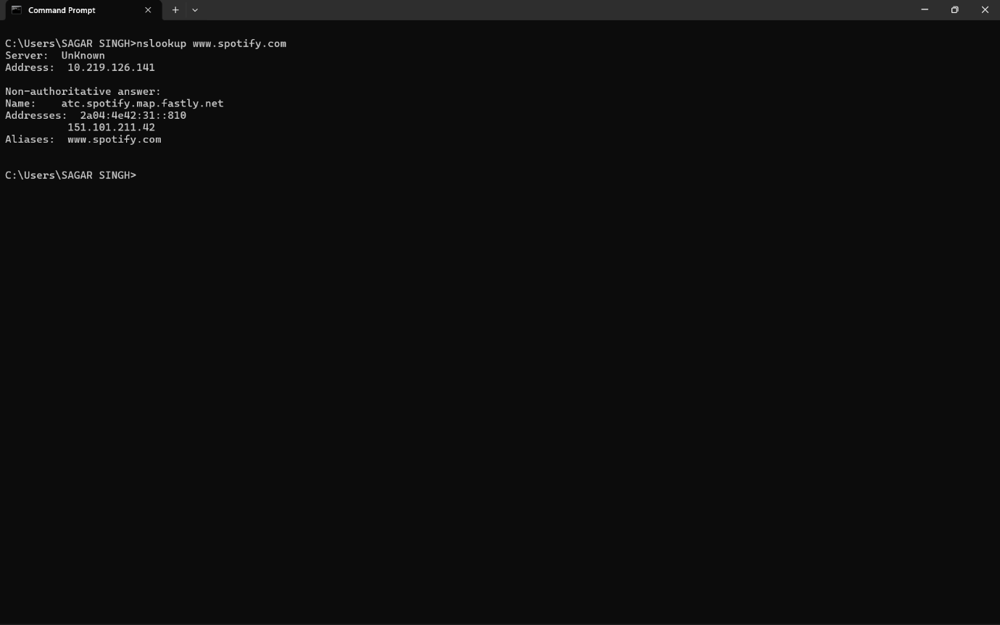 Command Prompt
C:\Users\SAGAR SINGH>nslookup www.spotify.com
Server:  UnKnown
Address:  10.219.126.141
Non-authoritative answer:
Name:    atc.spotify.map.fastly.net
Addresses:  2a04:4e42:31::810
          151.101.211.42
Aliases:  www.spotify.com
C:\Users\SAGAR SINGH>